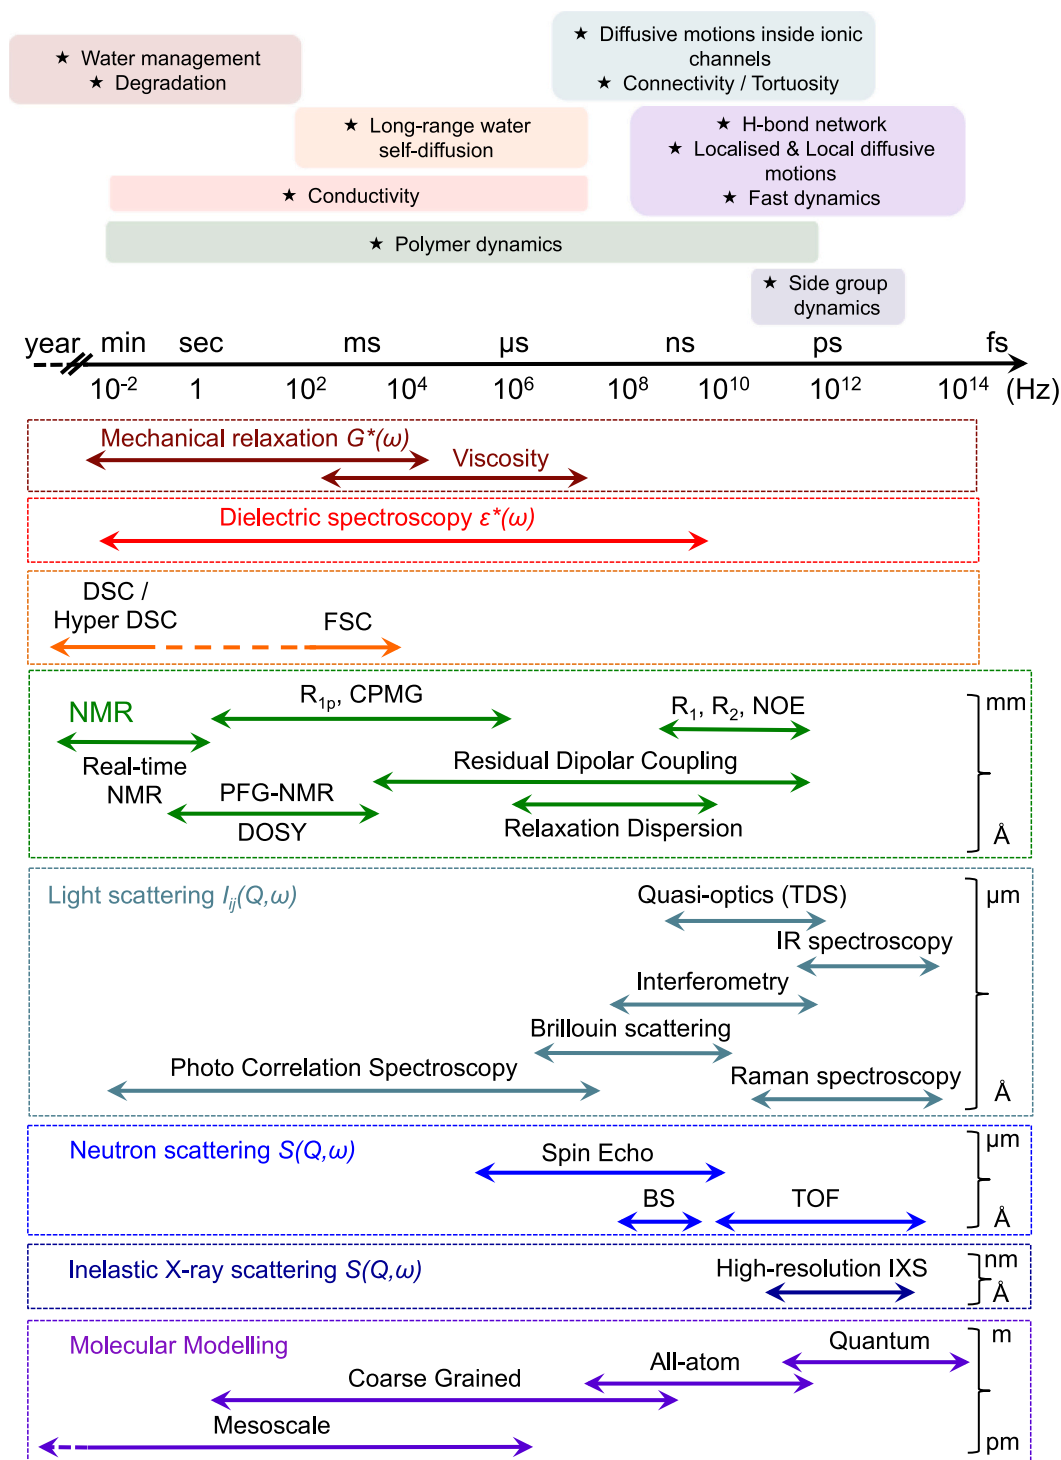 ★ Water management
★ Degradation
★ Diffusive motions inside ionic
channels
★ Connectivity / Tortuosity
★ Long-range water
self-diffusion
★ H-bond network
★ Localised & Local diffusive
motions
★ Fast dynamics
★ Conductivity
★ Polymer dynamics
★ Side group
dynamics
year min sec ms µs ns ps fs
10⁻² 1 10² 10⁴ 10⁶ 10⁸ 10¹⁰ 10¹² 10¹⁴ (Hz)
Mechanical relaxation G*(ω)
Viscosity
Dielectric spectroscopy ε*(ω)
DSC /
Hyper DSC
FSC
NMR
R₁ₚ, CPMG
R₁, R₂, NOE
mm
Real-time
NMR
Residual Dipolar Coupling
PFG-NMR
DOSY
Relaxation Dispersion
Å
Light scattering Iᵢⱼ(Q,ω)
Quasi-optics (TDS)
µm
IR spectroscopy
Interferometry
Brillouin scattering
Photo Correlation Spectroscopy
Raman spectroscopy
Å
Neutron scattering S(Q,ω)
Spin Echo
µm
BS
TOF
Å
Inelastic X-ray scattering S(Q,ω)
High-resolution IXS
nm
Å
Molecular Modelling
Quantum
m
All-atom
Coarse Grained
Mesoscale
pm